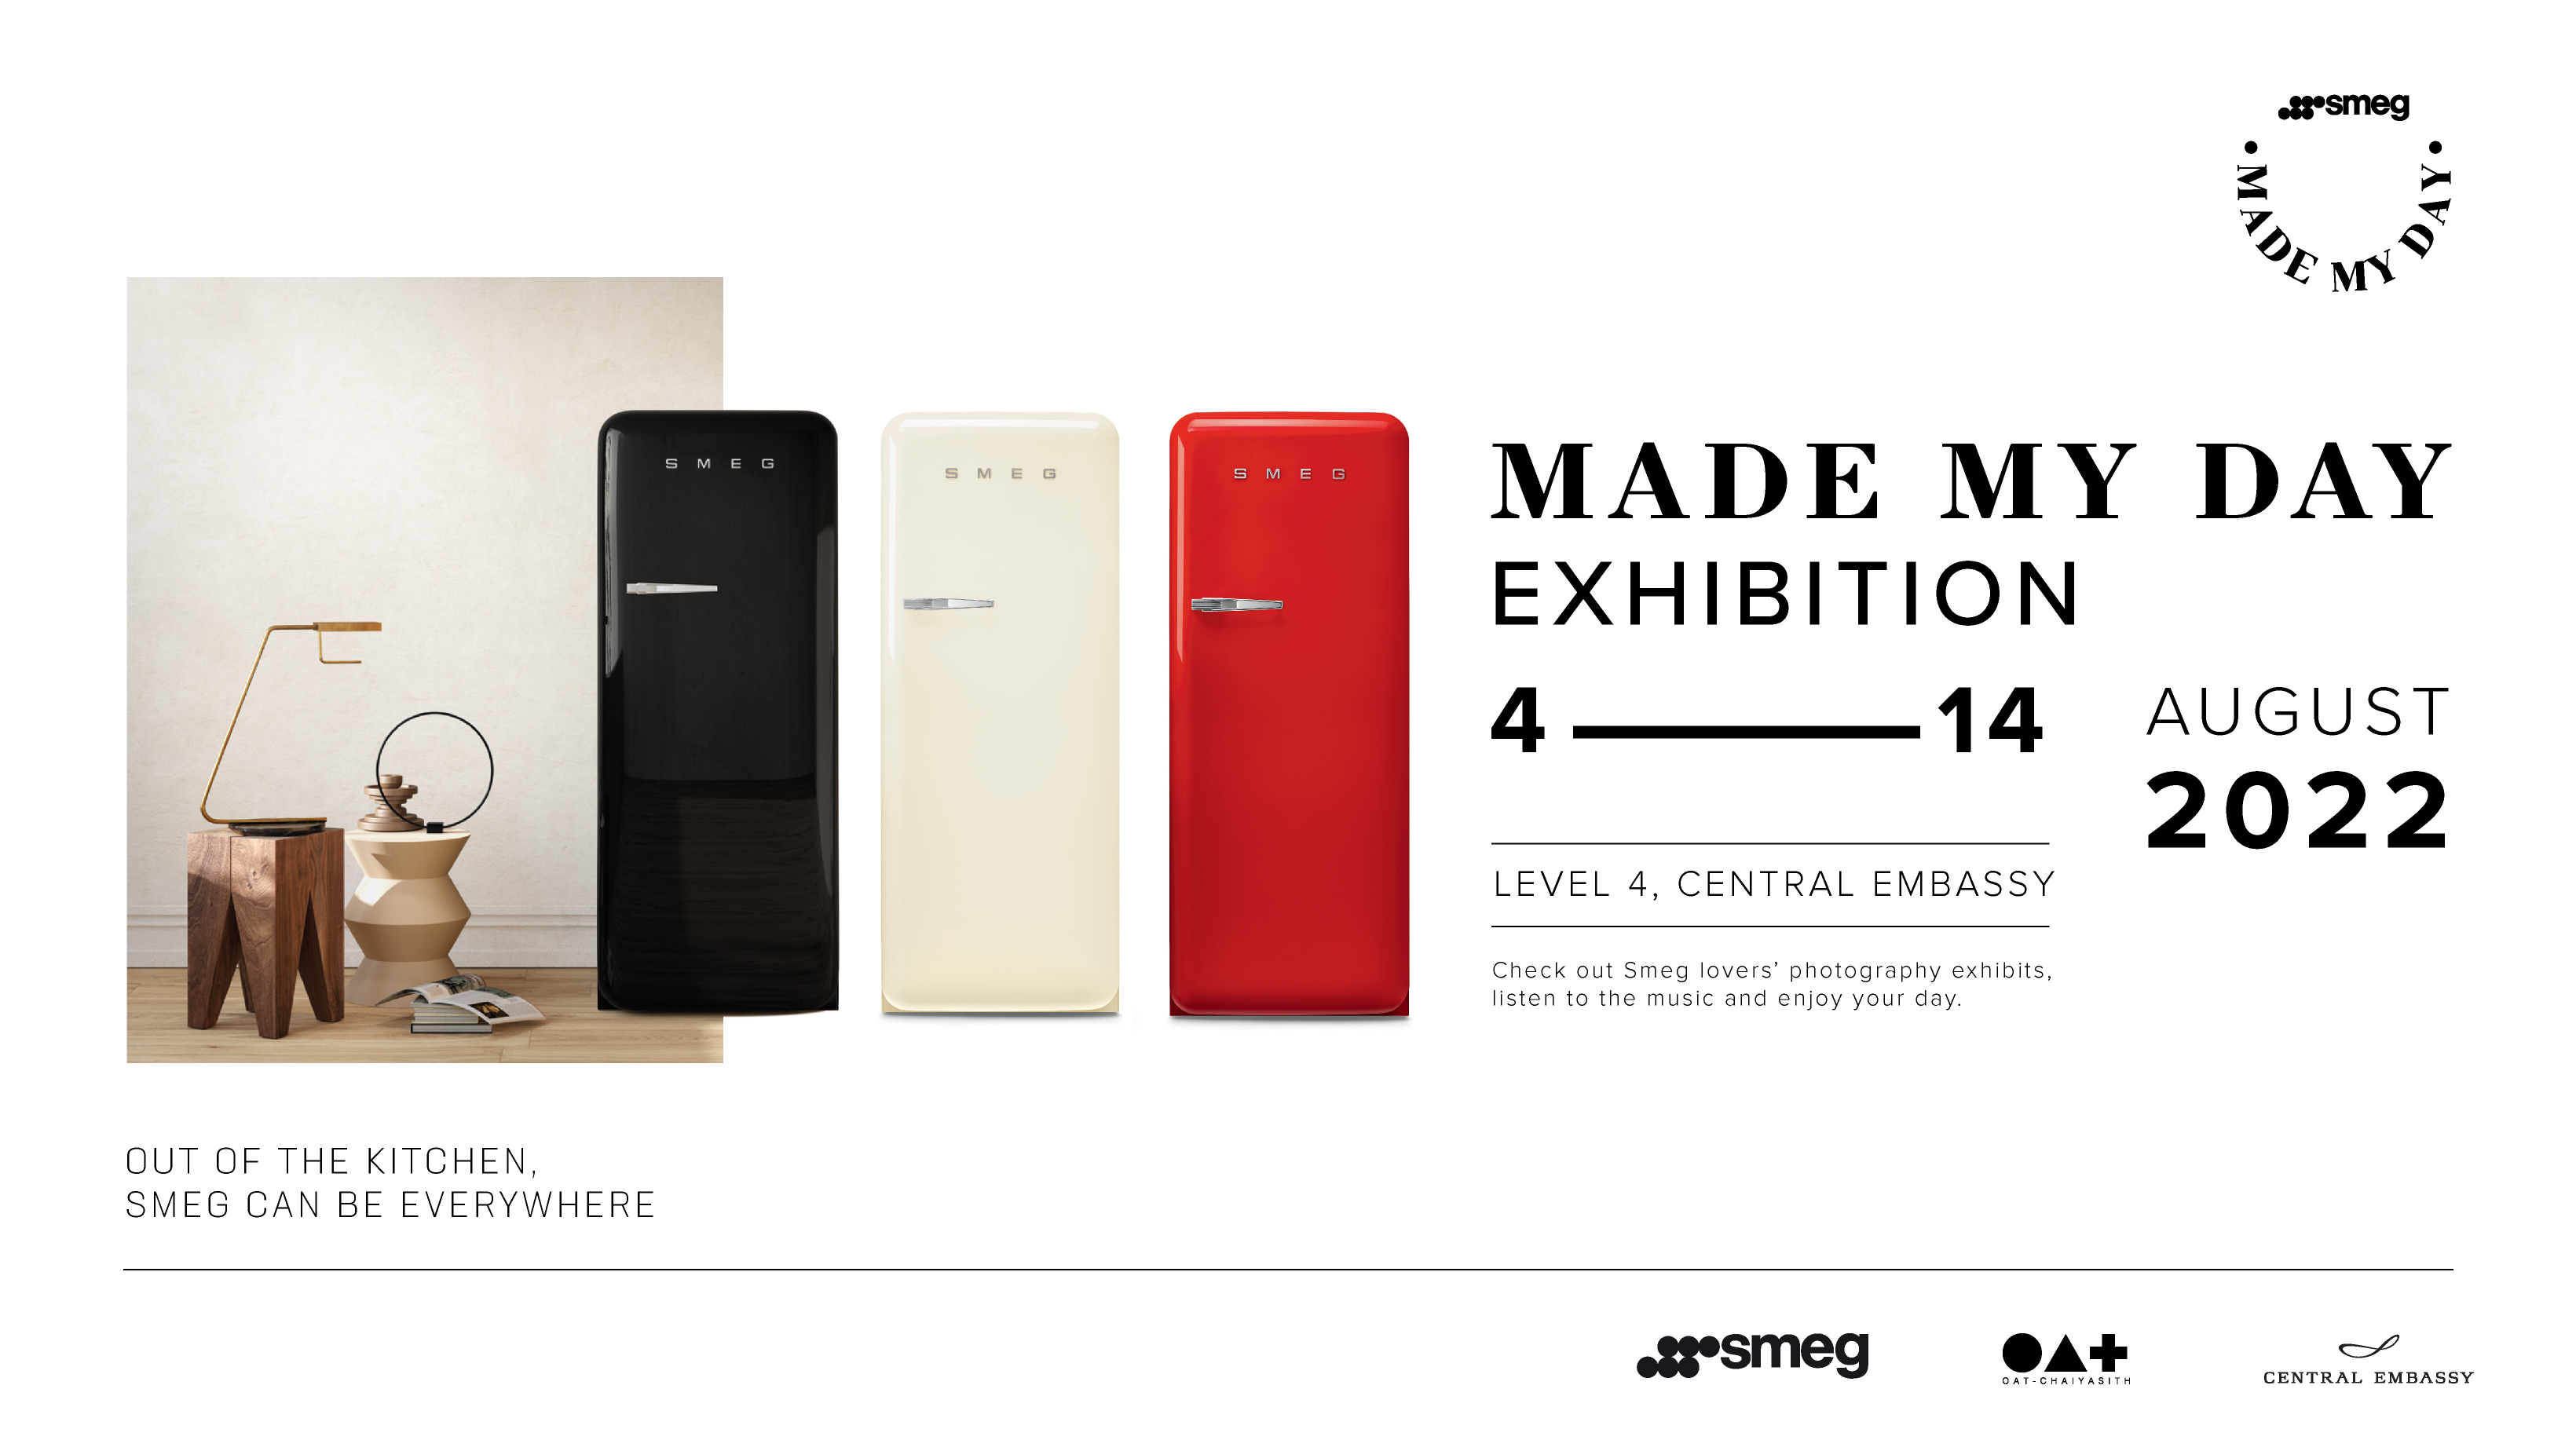 smeg
• MADE MY DAY •
SMEG
SMEG
SMEG
MADE MY DAY
EXHIBITION
4 — 14 AUGUST
2022
LEVEL 4, CENTRAL EMBASSY
Check out Smeg lovers’ photography exhibits,
listen to the music and enjoy your day.
OUT OF THE KITCHEN,
SMEG CAN BE EVERYWHERE
smeg
OAT-CHAIYASITH
CENTRAL EMBASSY